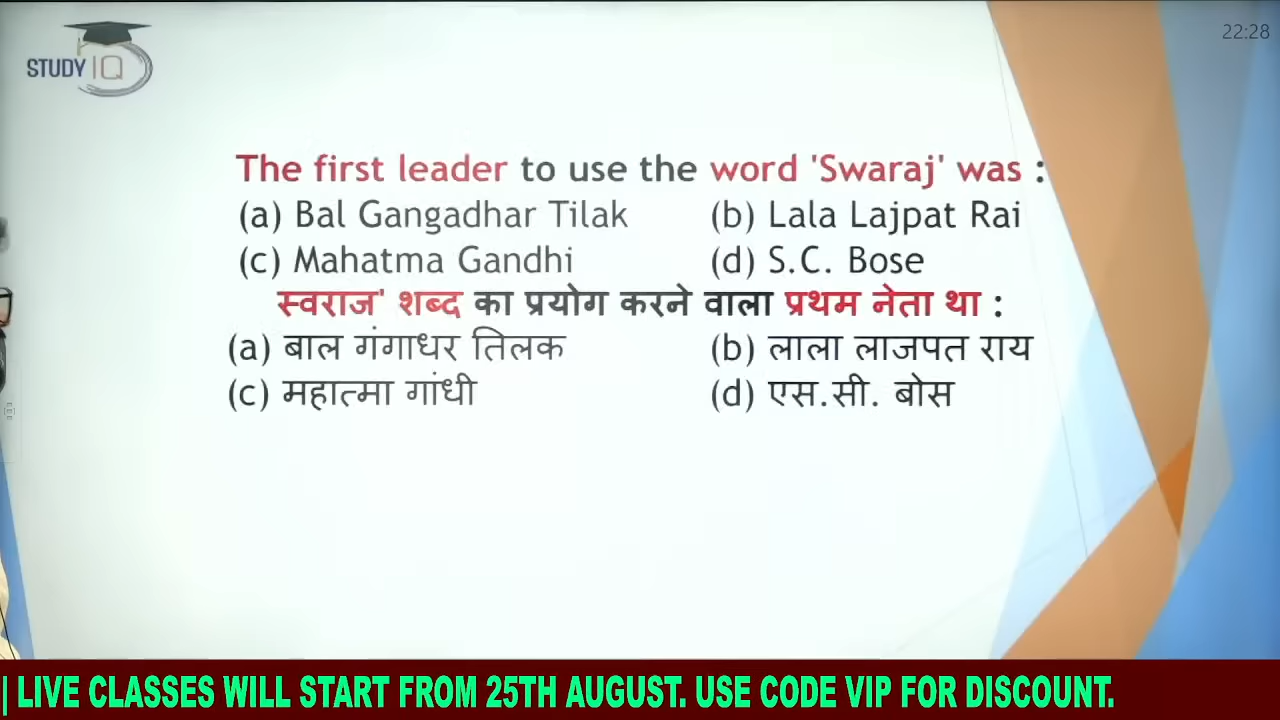 22:28
STUDY IQ
The first leader to use the word 'Swaraj' was :
(a) Bal Gangadhar Tilak (b) Lala Lajpat Rai
(c) Mahatma Gandhi (d) S.C. Bose
स्वराज' शब्द का प्रयोग करने वाला प्रथम नेता था :
(a) बाल गंगाधर तिलक (b) लाला लाजपत राय
(c) महात्मा गांधी (d) एस.सी. बोस
| LIVE CLASSES WILL START FROM 25TH AUGUST. USE CODE VIP FOR DISCOUNT.